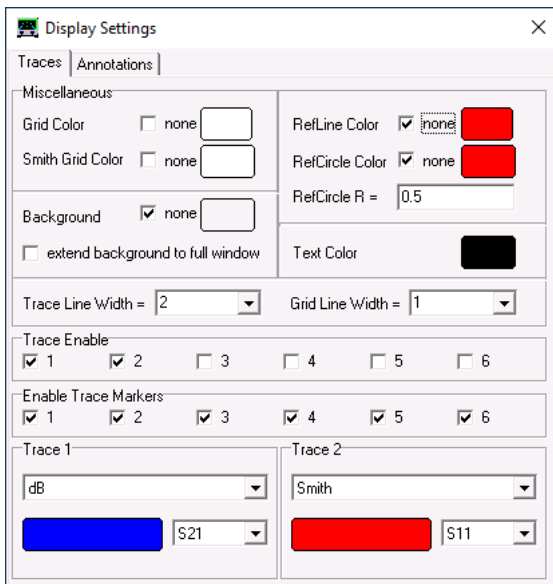 Display Settings
Traces Annotations
Miscellaneous
Grid Color none
Smith Grid Color none
RefLine Color none
RefCircle Color none
RefCircle R = 0.5
Background none
extend background to full window
Text Color
Trace Line Width = 2 Grid Line Width = 1
Trace Enable
1 2 3 4 5 6
Enable Trace Markers
1 2 3 4 5 6
Trace 1
dB
S21
Trace 2
Smith
S11